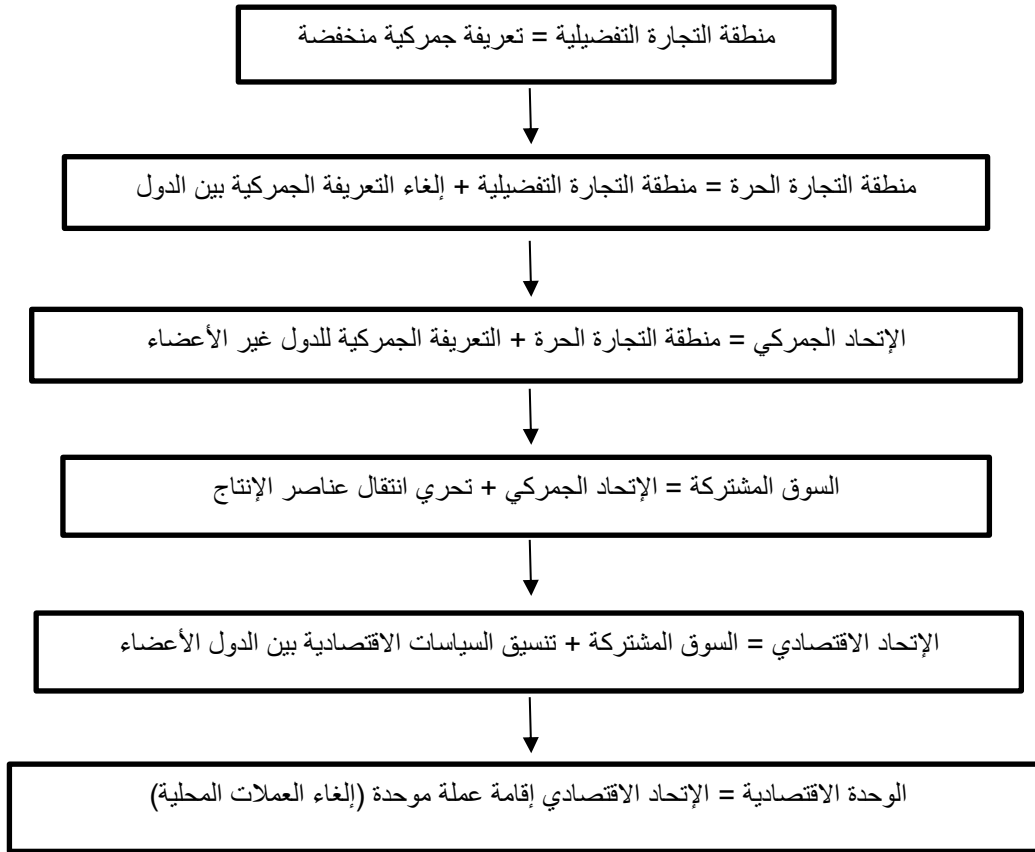 منطقة التجارة التفضيلية = تعريفة جمركية منخفضة
منطقة التجارة الحرة = منطقة التجارة التفضيلية + إلغاء التعريفة الجمركية بين الدول
الإتحاد الجمركي = منطقة التجارة الحرة + التعريفة الجمركية للدول غير الأعضاء
السوق المشتركة = الإتحاد الجمركي + تحري انتقال عناصر الإنتاج
الإتحاد الاقتصادي = السوق المشتركة + تنسيق السياسات الاقتصادية بين الدول الأعضاء
الوحدة الاقتصادية = الإتحاد الاقتصادي إقامة عملة موحدة (إلغاء العملات المحلية)